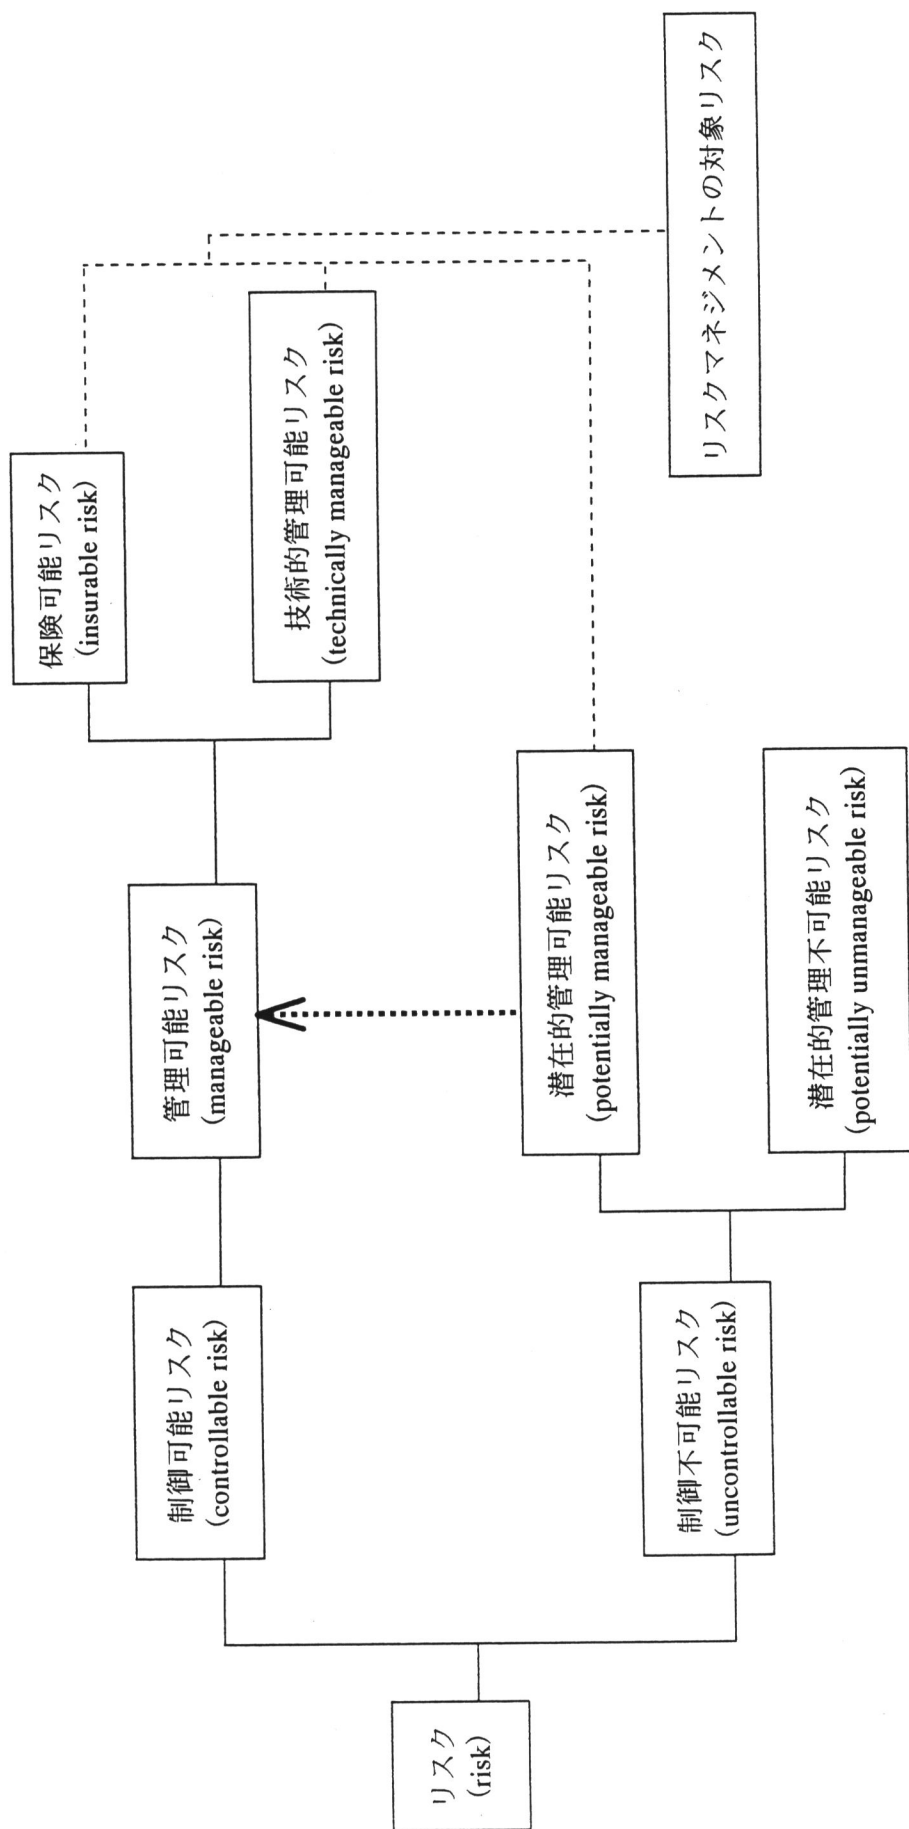 リスク
(risk)
制御可能リスク
(controllable risk)
管理可能リスク
(manageable risk)
保険可能リスク
(insurable risk)
技術的管理可能リスク
(technically manageable risk)
制御不可能リスク
(uncontrollable risk)
潜在的管理可能リスク
(potentially manageable risk)
潜在的管理不可能リスク
(potentially unmanageable risk)
リスクマネジメントの対象リスク